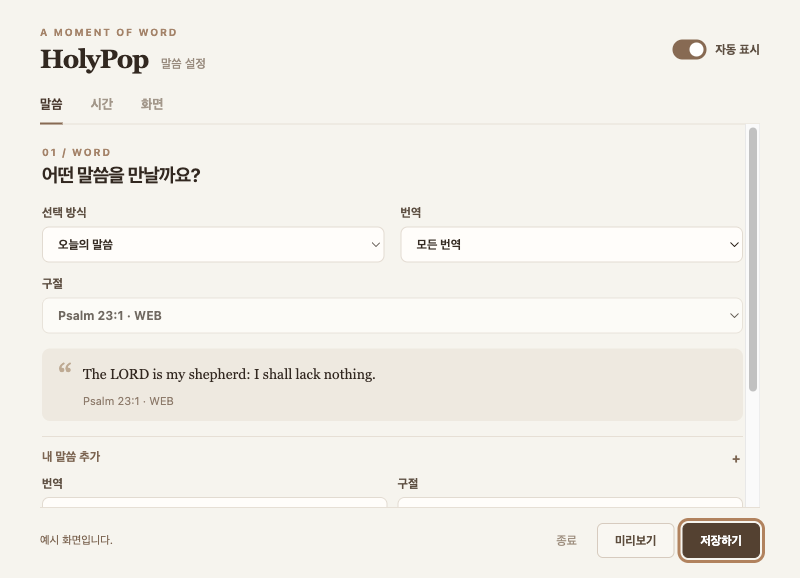 A MOMENT OF WORD
HolyPop 말씀 설정
자동 표시
말씀 시간 화면
01 / WORD
어떤 말씀을 만날까요?
선택 방식 번역
오늘의 말씀 모든 번역
구절
Psalm 23:1 · WEB
“ The LORD is my shepherd: I shall lack nothing.
Psalm 23:1 · WEB
내 말씀 추가 +
번역 구절
예시 화면입니다. 종료 미리보기 저장하기